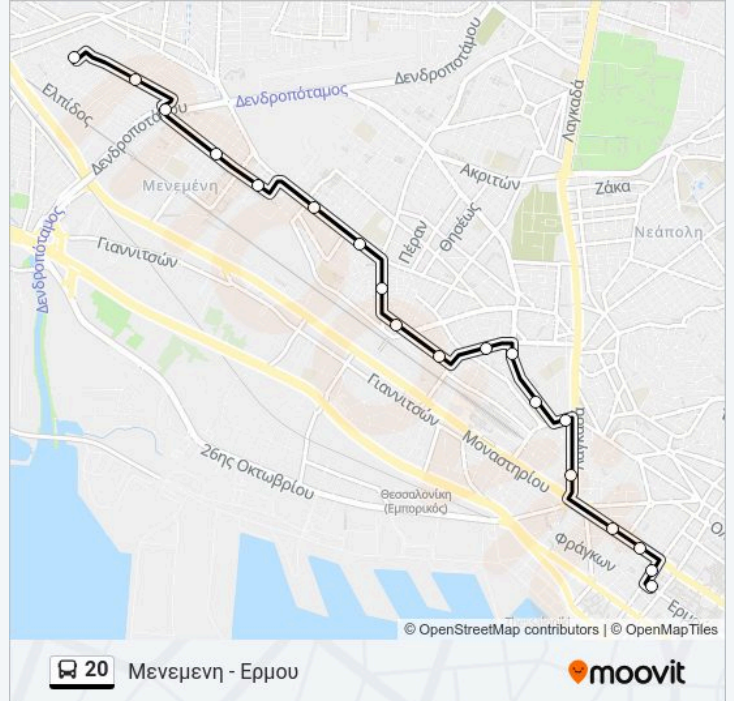 Δενδροποτάμου
Δενδροπόταμος
Ελπίδος
Δενδροποτάμου
Λαγκαδά
Ακριτών
Ζάκα
Μενεμένη
Νεάπολη
Πέραν
Θησέως
Δενδροπόταμος
Γιαννιτσών
Γιαννιτσών
Λαγκαδά
Μοναστηρίου
26ης Οκτωβρίου
Θεσσαλονίκη
(Εμπορικός)
Φράγκων
© OpenStreetMap contributors | © OpenMapTiles
20 Μενεμενη - Ερμου
moovit